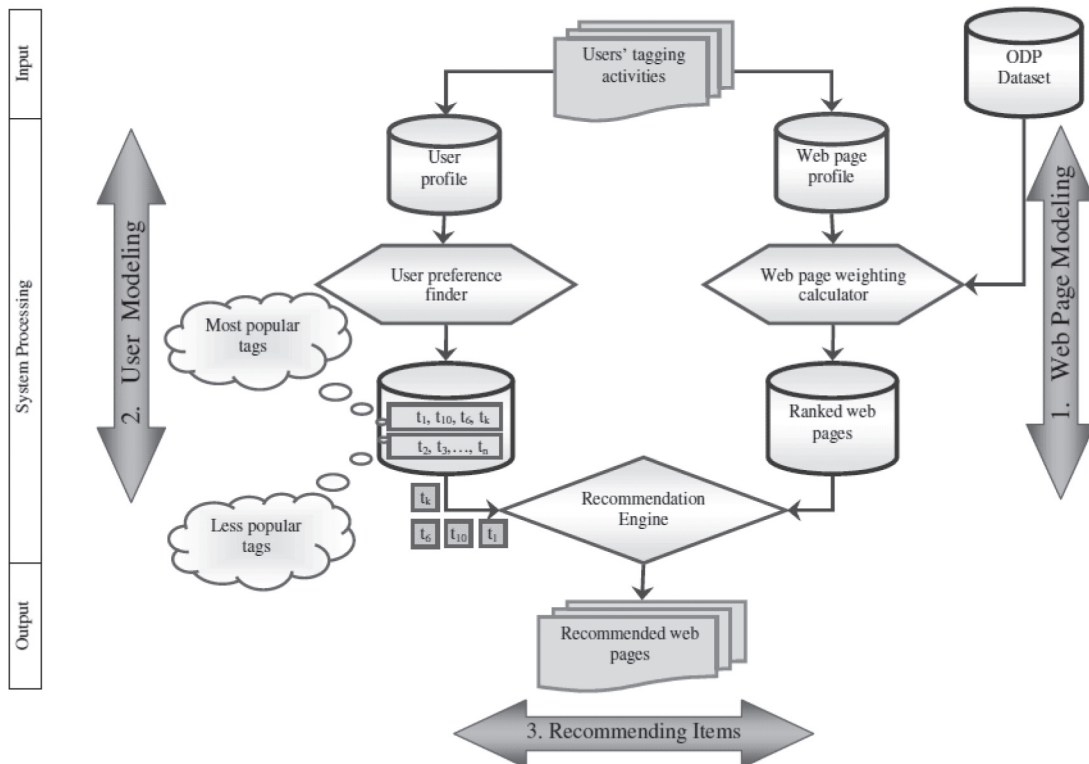 Input
Users' tagging
activities
ODP
Dataset
System Processing
2. User Modeling
User
profile
Web page
profile
1. Web Page Modeling
User preference
finder
Web page weighting
calculator
Most popular
tags
t1, t10, t6, tk
t2, t3,…, tn
Ranked web
pages
Less popular
tags
tk
t6 t10 t1
Recommendation
Engine
Output
Recommended web
pages
3. Recommending Items